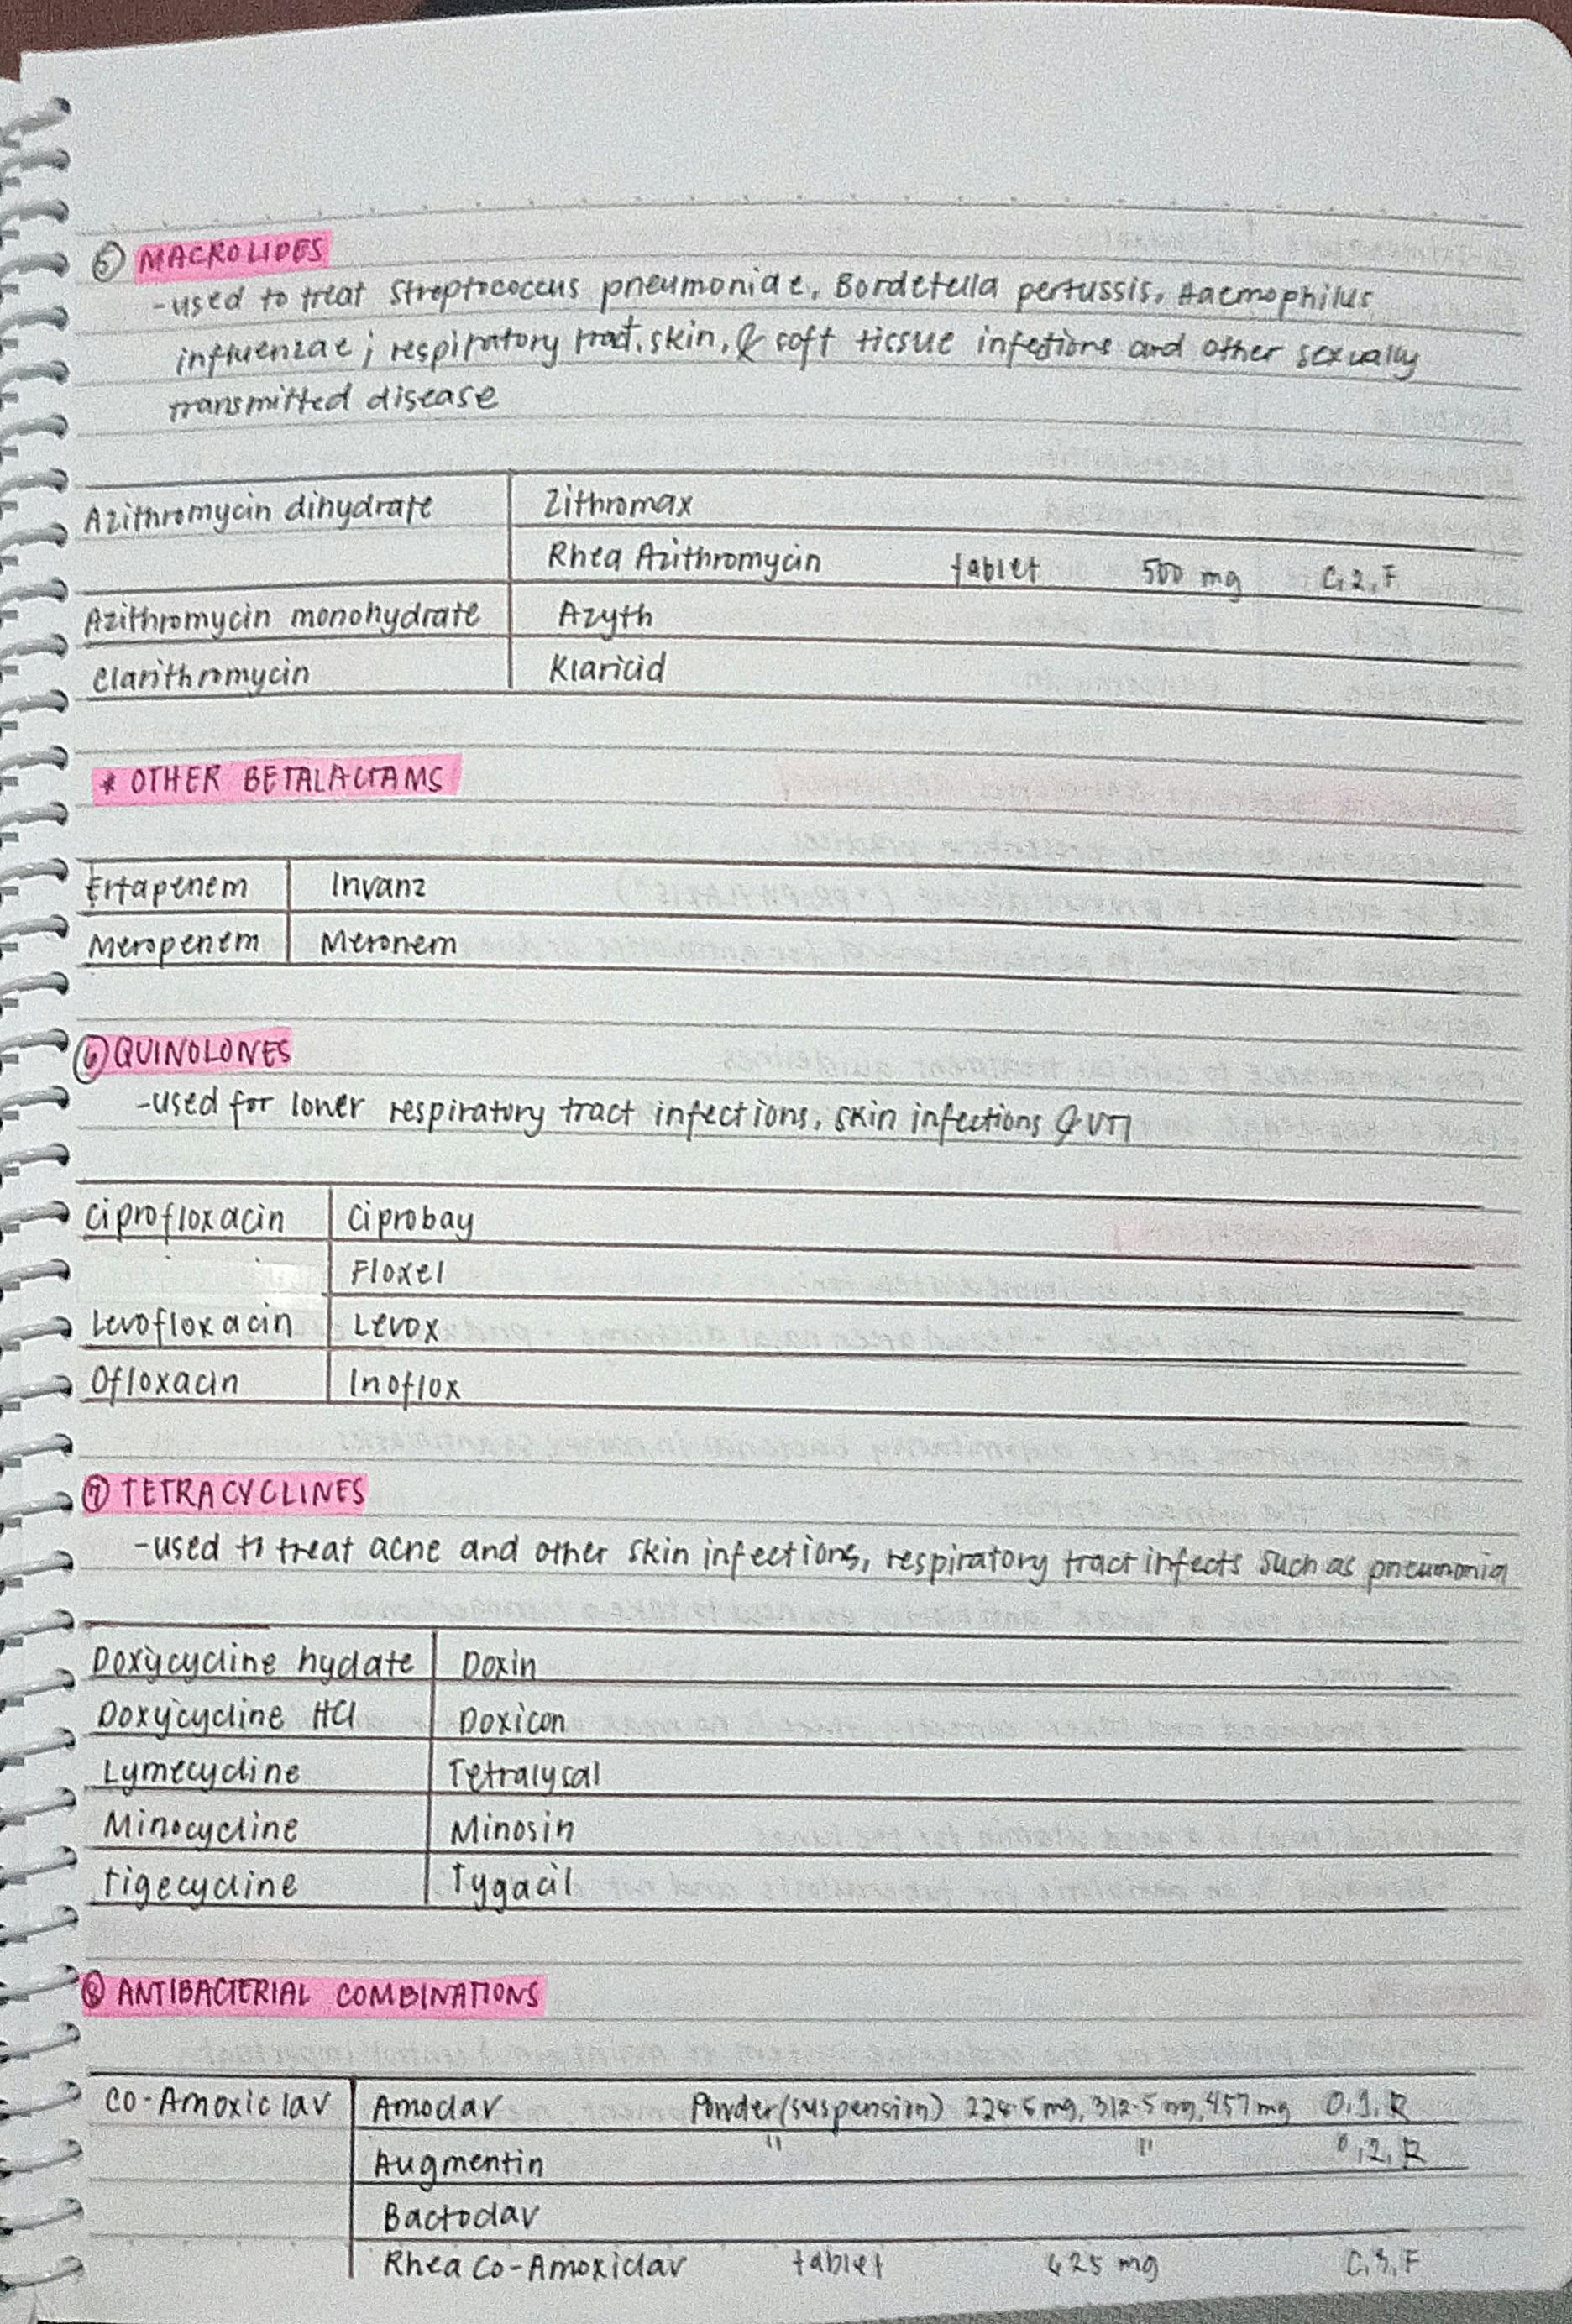 ⑤ MACROLIDES
-used to treat Streptococcus pneumoniae, Bordetella pertussis, Haemophilus
influenzae; respiratory tract, skin, & soft tissue infections and other sexually
transmitted disease
Azithromycin dihydrate Zithromax
Rhea Azithromycin tablet 500 mg C,2,F
Azithromycin monohydrate Azyth
Clarithromycin Klaricid
* OTHER BETALACTAMS
Ertapenem Invanz
Meropenem Meronem
⑥ QUINOLONES
-used for lower respiratory tract infections, skin infections & UTI
Ciprofloxacin Ciprobay
Floxel
Levofloxacin Levox
Ofloxacin Inoflox
⑦ TETRACYCLINES
-used to treat acne and other skin infections, respiratory tract infects such as pneumonia
Doxycycline hydate Doxin
Doxycycline HCl Doxicon
Lymecycline Tetralysal
Minocycline Minosin
Tigecycline Tygacil
⑧ ANTIBACTERIAL COMBINATIONS
Co-Amoxiclav Amoclav Powder (suspension) 228.5 mg, 312.5 mg, 457 mg 0,1,R
Augmentin " " 0,2,R
Bactoclav
Rhea Co-Amoxiclav tablet 625 mg C,3,F